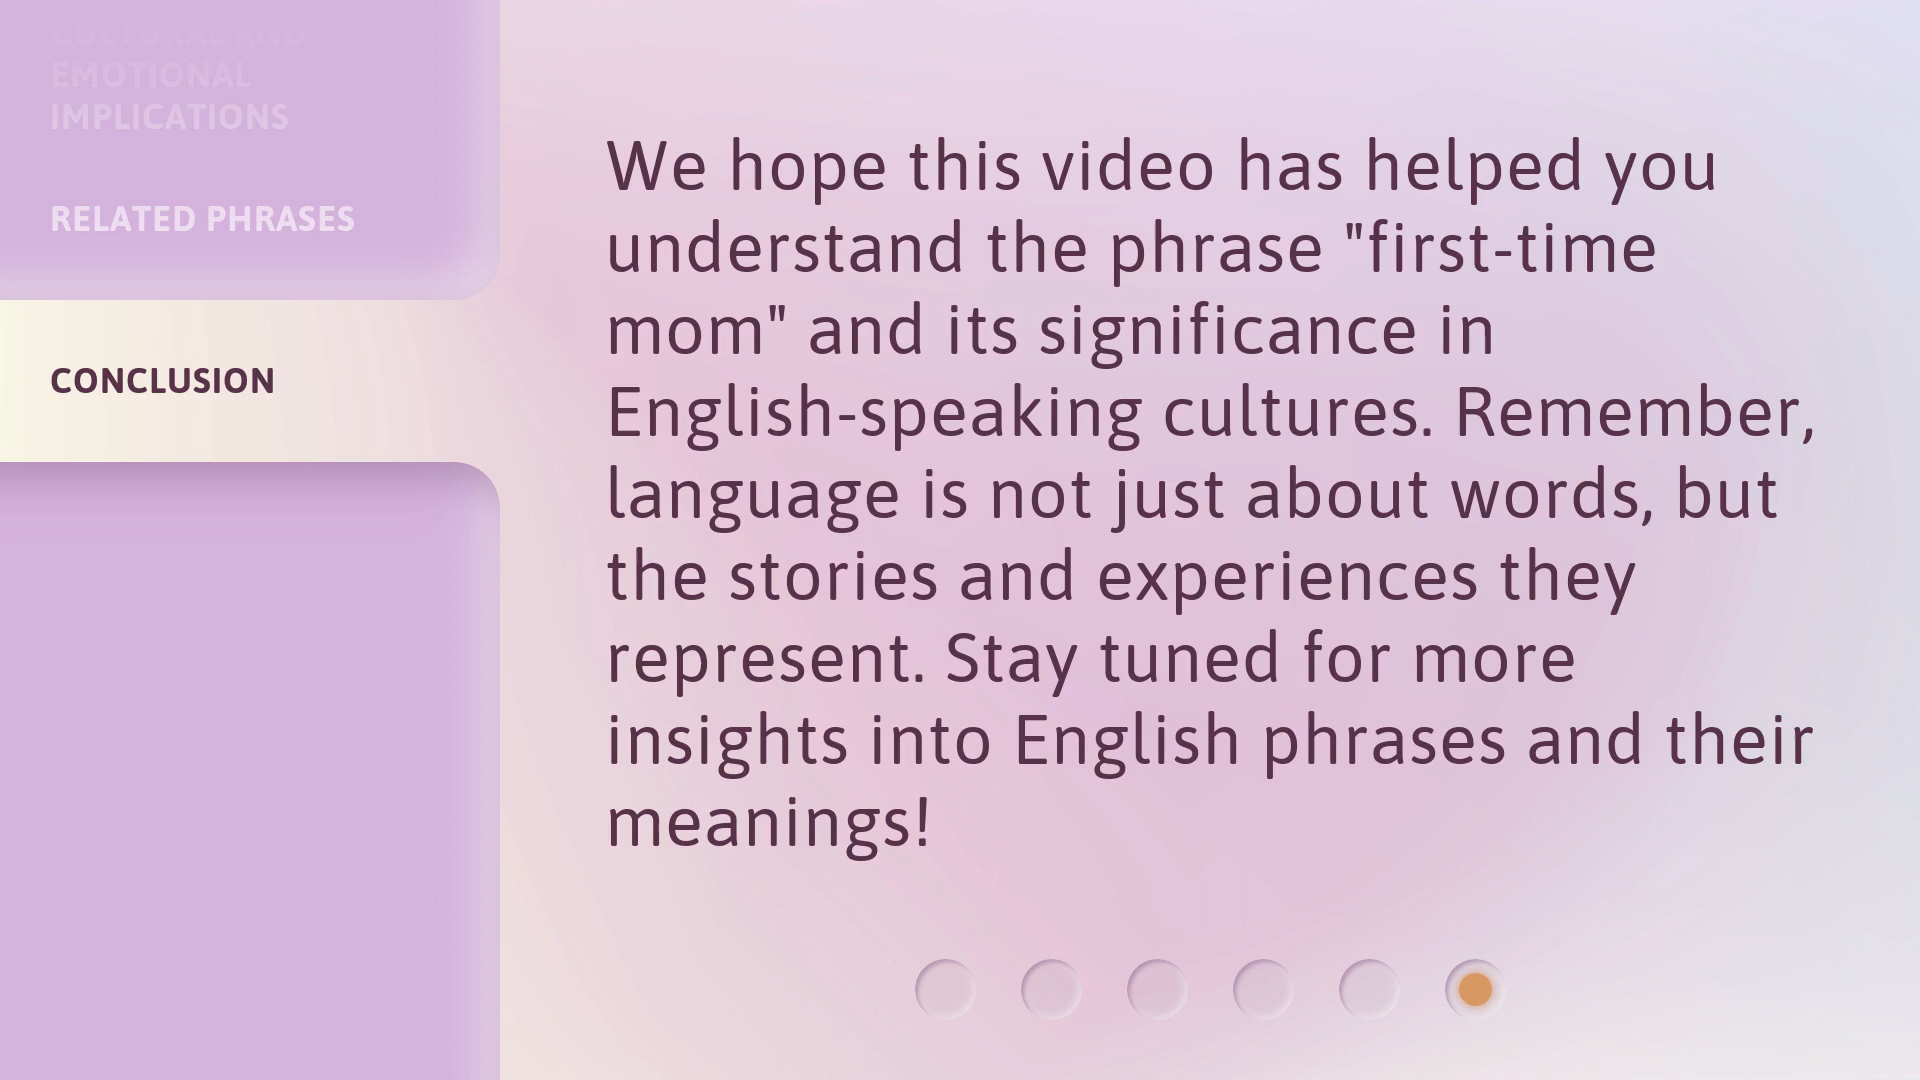 CULTURAL AND
EMOTIONAL
IMPLICATIONS
RELATED PHRASES
CONCLUSION
We hope this video has helped you
understand the phrase "first-time
mom" and its significance in
English-speaking cultures. Remember,
language is not just about words, but
the stories and experiences they
represent. Stay tuned for more
insights into English phrases and their
meanings!